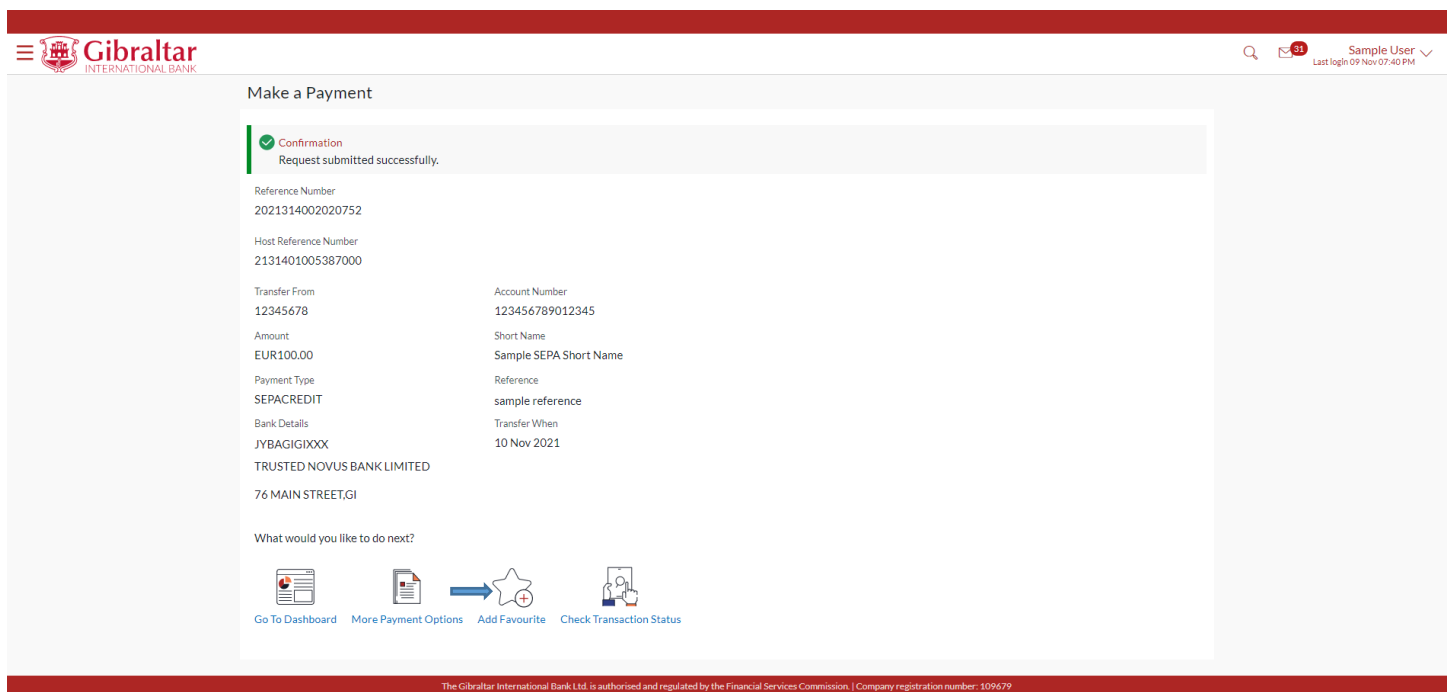 Gibraltar
INTERNATIONAL BANK
31
Sample User
Last login 09 Nov 07:40 PM
Make a Payment
Confirmation
Request submitted successfully.
Reference Number
2021314002020752
Host Reference Number
2131401005387000
Transfer From
12345678
Account Number
123456789012345
Amount
EUR100.00
Short Name
Sample SEPA Short Name
Payment Type
SEPACREDIT
Reference
sample reference
Bank Details
JYBAGIGIXXX
TRUSTED NOVUS BANK LIMITED
76 MAIN STREET,GI
Transfer When
10 Nov 2021
What would you like to do next?
Go To Dashboard
More Payment Options
Add Favourite
Check Transaction Status
The Gibraltar International Bank Ltd. is authorised and regulated by the Financial Services Commission. | Company registration number: 109679